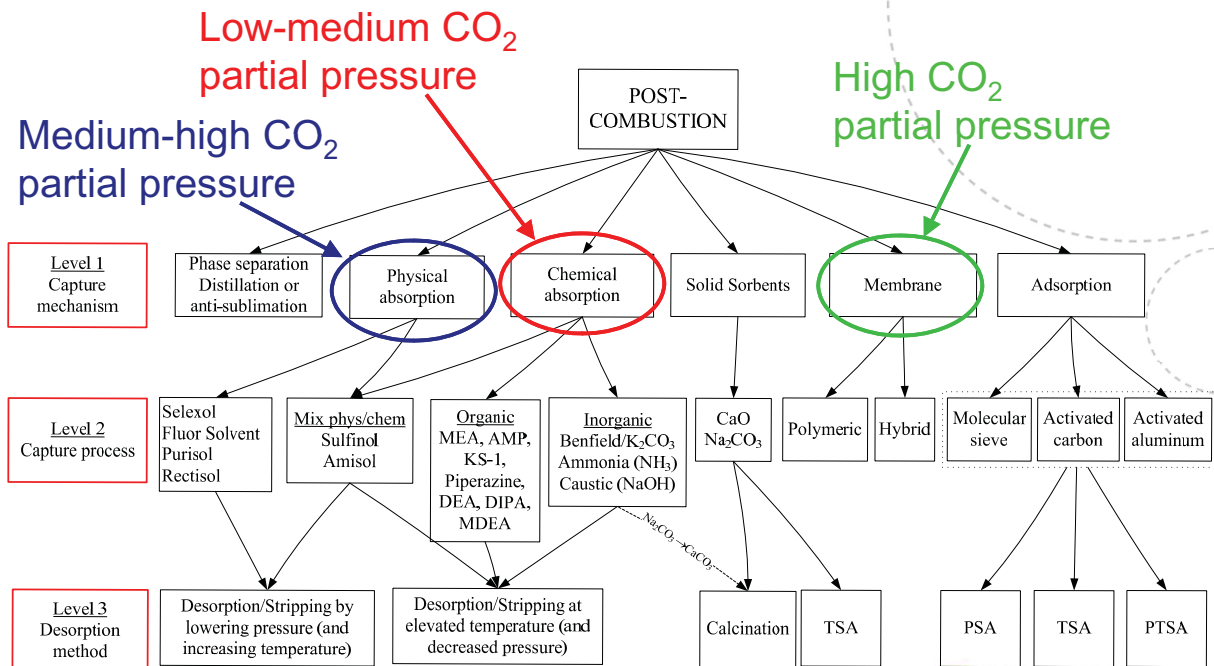 Low-medium CO₂
partial pressure
High CO₂
partial pressure
Medium-high CO₂
partial pressure
POST-
COMBUSTION
Level 1
Capture
mechanism
Phase separation
Distillation or
anti-sublimation
Physical
absorption
Chemical
absorption
Solid Sorbents
Membrane
Adsorption
Level 2
Capture process
Selexol
Fluor Solvent
Purisol
Rectisol
Mix phys/chem
Sulfinol
Amisol
Organic
MEA, AMP,
KS-1,
Piperazine,
DEA, DIPA,
MDEA
Inorganic
Benfield/K₂CO₃
Ammonia (NH₃)
Caustic (NaOH)
CaO
Na₂CO₃
Polymeric
Hybrid
Molecular
sieve
Activated
carbon
Activated
aluminum
Na₂CO₃→CaCO₃
Level 3
Desorption
method
Desorption/Stripping by
lowering pressure (and
increasing temperature)
Desorption/Stripping at
elevated temperature (and
decreased pressure)
Calcination
TSA
PSA
TSA
PTSA